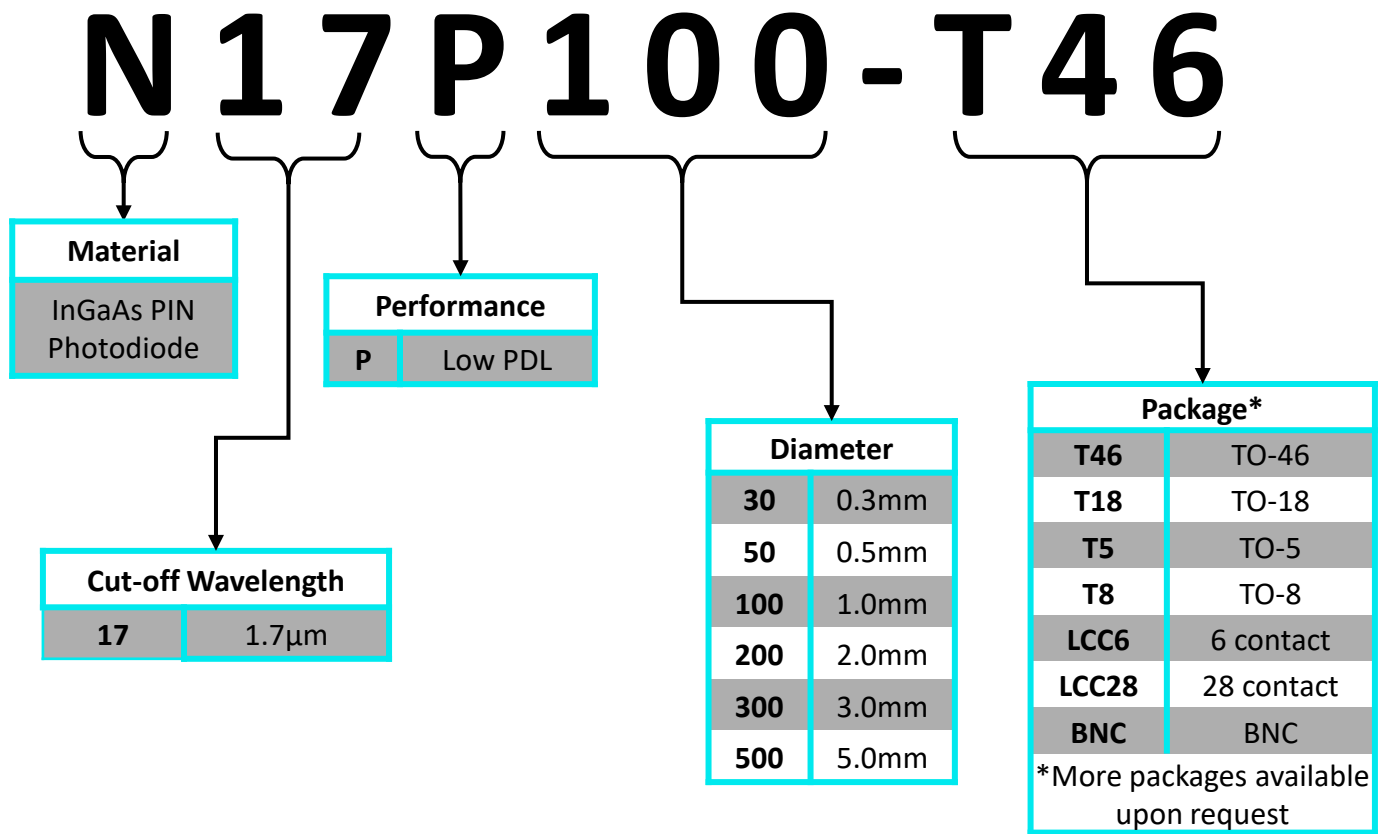 N17P100-T46
Material
InGaAs PIN
Photodiode
Cut-off Wavelength
17 1.7µm
Performance
P Low PDL
Diameter
30 0.3mm
50 0.5mm
100 1.0mm
200 2.0mm
300 3.0mm
500 5.0mm
Package*
T46 TO-46
T18 TO-18
T5 TO-5
T8 TO-8
LCC6 6 contact
LCC28 28 contact
BNC BNC
*More packages available
upon request